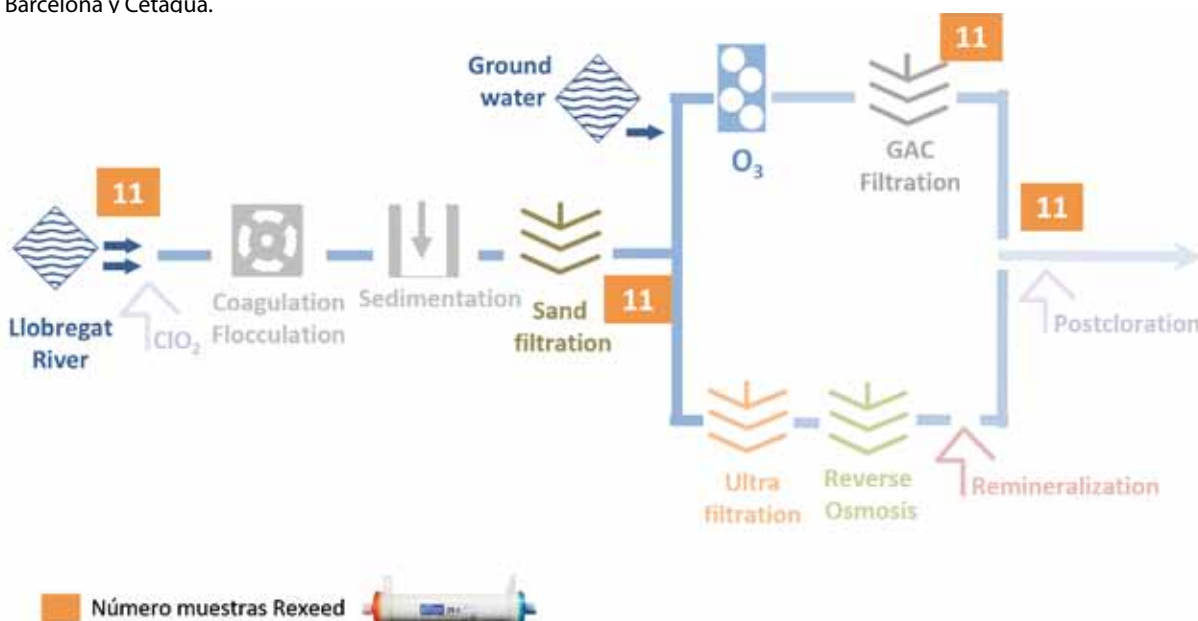 Barcelona y Cetaqua.
11
Ground
water
O₃
GAC
Filtration
11
Llobregat
River
ClO₂
Coagulation
Flocculation
Sedimentation
Sand
filtration
11
11
Postcloration
Ultra
filtration
Reverse
Osmosis
Remineralization
Número muestras Rexeed